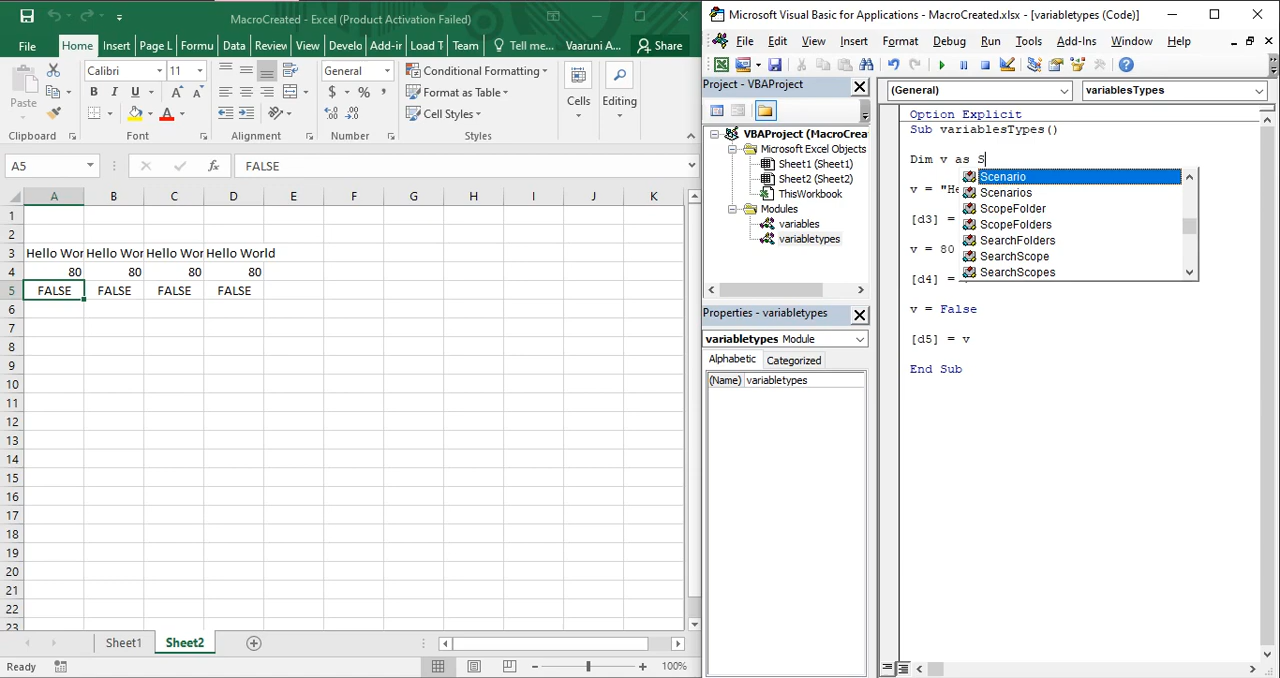 MacroCreated - Excel (Product Activation Failed)
File Home Insert Page L Formu Data Review View Develo Add-ir Load T Team Tell me... Vaaruni A... Share
Paste
Calibri 11
B I U
General
$ % ,
Conditional Formatting
Format as Table
Cell Styles
Cells
Editing
Clipboard Font Alignment Number Styles
A5 fx FALSE
A B C D E F G H I J K
1
2
3 Hello Wor Hello Wor Hello Wor Hello World
4 80 80 80 80
5 FALSE FALSE FALSE FALSE
6
7
8
9
10
11
12
13
14
15
16
17
18
19
20
21
22
23
Sheet1 Sheet2
Ready 100%
Microsoft Visual Basic for Applications - MacroCreated.xlsx - [variabletypes (Code)]
File Edit View Insert Format Debug Run Tools Add-Ins Window Help
Project - VBAProject
VBAProject (MacroCrea
Microsoft Excel Objects
Sheet1 (Sheet1)
Sheet2 (Sheet2)
ThisWorkbook
Modules
variables
variabletypes
Properties - variabletypes
variabletypes Module
Alphabetic Categorized
(Name) variabletypes
(General) variablesTypes
Option Explicit
Sub variablesTypes()
Dim v as S
Scenario
v = "He
Scenarios
ScopeFolder
[d3] =
ScopeFolders
SearchFolders
v = 80
SearchScope
SearchScopes
[d4] =
v = False
[d5] = v
End Sub